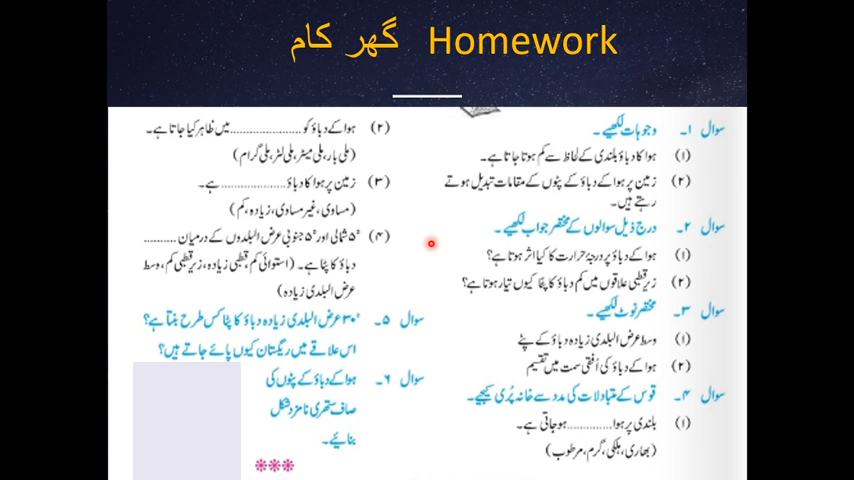 گھر کام Homework
سوال ۱۔ وجوہات لکھیے۔
(۱) ہوا کا دباؤ بلندی کے لحاظ سے کم ہوتا جاتا ہے۔
(۲) زمین پر ہوا کے دباؤ کے پٹوں کے مقامات تبدیل ہوتے
رہتے ہیں۔
سوال ۲۔ درج ذیل سوالوں کے مختصر جواب لکھیے۔
(۱) ہوا کے دباؤ پر درجۂ حرارت کا کیا اثر ہوتا ہے؟
(۲) زیرِ قطبی علاقوں میں کم دباؤ کا پٹّا کیوں تیار ہوتا ہے؟
سوال ۳۔ مختصر نوٹ لکھیے۔
(۱) وسط عرض البلدی زیادہ دباؤ کے پٹے
(۲) ہوا کے دباؤ کی اُفقی سمت میں تقسیم
سوال ۴۔ قوس کے متبادلات کی مدد سے خانہ پُری کیجیے۔
(۱) بلندی پر ہوا ............ ہو جاتی ہے۔
(بھاری، ہلکی، گرم، مرطوب)
(۲) ہوا کے دباؤ کو .................... میں ظاہر کیا جاتا ہے۔
(ملی بار، ملی میٹر، ملی لٹر، ملی گرام)
(۳) زمین پر ہوا کا دباؤ .................. ہے۔
(مساوی، غیر مساوی، زیادہ، کم)
(۴) ۵° شمالی اور ۵° جنوبی عرض البلدوں کے درمیان ..........
دباؤ کا پٹا ہے۔ (استوائی کم، قطبی زیادہ، زیرِ قطبی کم، وسط
عرض البلدی زیادہ)
سوال ۵۔ ۳۰° عرض البلدی زیادہ دباؤ کا پٹا کس طرح بنتا ہے؟
اس علاقے میں ریگستان کیوں پائے جاتے ہیں؟
سوال ۶۔ ہوا کے دباؤ کے پٹوں کی
صاف ستھری نامزد شکل
بنائیے۔